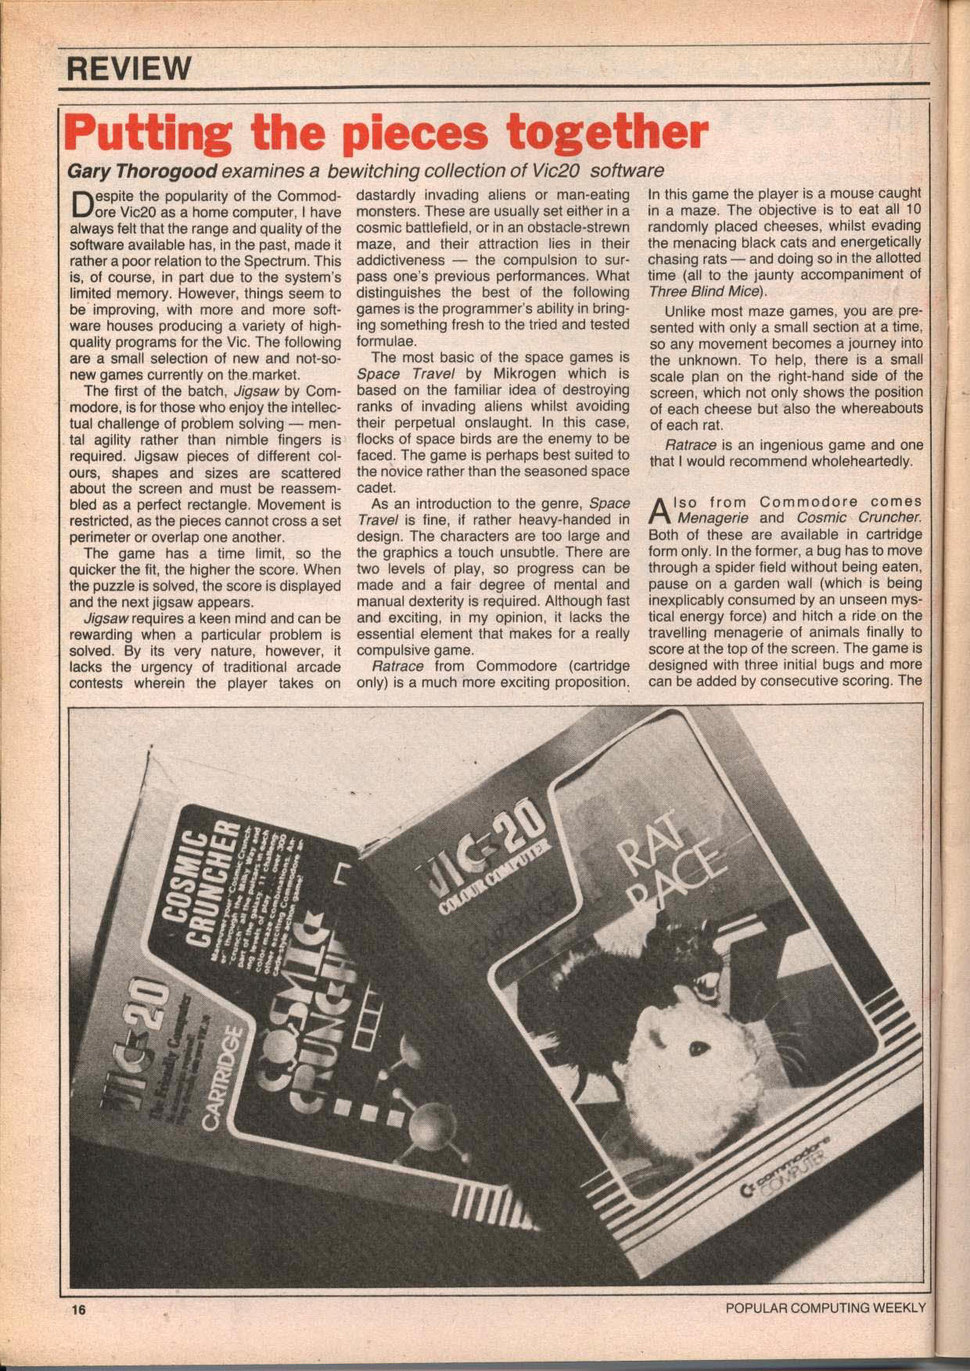 REVIEW
Putting the pieces together
Gary Thorogood examines a bewitching collection of Vic20 software
Despite the popularity of the Commod-
ore Vic20 as a home computer, I have
always felt that the range and quality of the
software available has, in the past, made it
rather a poor relation to the Spectrum. This
is, of course, in part due to the system's
limited memory. However, things seem to
be improving, with more and more soft-
ware houses producing a variety of high-
quality programs for the Vic. The following
are a small selection of new and not-so-
new games currently on the market.
The first of the batch, Jigsaw by Com-
modore, is for those who enjoy the intellec-
tual challenge of problem solving — men-
tal agility rather than nimble fingers is
required. Jigsaw pieces of different col-
ours, shapes and sizes are scattered
about the screen and must be reassem-
bled as a perfect rectangle. Movement is
restricted, as the pieces cannot cross a set
perimeter or overlap one another.
The game has a time limit, so the
quicker the fit, the higher the score. When
the puzzle is solved, the score is displayed
and the next jigsaw appears.
Jigsaw requires a keen mind and can be
rewarding when a particular problem is
solved. By its very nature, however, it
lacks the urgency of traditional arcade
contests wherein the player takes on
dastardly invading aliens or man-eating
monsters. These are usually set either in a
cosmic battlefield, or in an obstacle-strewn
maze, and their attraction lies in their
addictiveness — the compulsion to sur-
pass one's previous performances. What
distinguishes the best of the following
games is the programmer's ability in bring-
ing something fresh to the tried and tested
formulae.
The most basic of the space games is
Space Travel by Mikrogen which is
based on the familiar idea of destroying
ranks of invading aliens whilst avoiding
their perpetual onslaught. In this case,
flocks of space birds are the enemy to be
faced. The game is perhaps best suited to
the novice rather than the seasoned space
cadet.
As an introduction to the genre, Space
Travel is fine, if rather heavy-handed in
design. The characters are too large and
the graphics a touch unsubtle. There are
two levels of play, so progress can be
made and a fair degree of mental and
manual dexterity is required. Although fast
and exciting, in my opinion, it lacks the
essential element that makes for a really
compulsive game.
Ratrace from Commodore (cartridge
only) is a much more exciting proposition.
In this game the player is a mouse caught
in a maze. The objective is to eat all 10
randomly placed cheeses, whilst evading
the menacing black cats and energetically
chasing rats — and doing so in the allotted
time (all to the jaunty accompaniment of
Three Blind Mice).
Unlike most maze games, you are pre-
sented with only a small section at a time,
so any movement becomes a journey into
the unknown. To help, there is a small
scale plan on the right-hand side of the
screen, which not only shows the position
of each cheese but also the whereabouts
of each rat.
Ratrace is an ingenious game and one
that I would recommend wholeheartedly.
Also from Commodore comes
Menagerie and Cosmic Cruncher.
Both of these are available in cartridge
form only. In the former, a bug has to move
through a spider field without being eaten,
pause on a garden wall (which is being
inexplicably consumed by an unseen mys-
tical energy force) and hitch a ride on the
travelling menagerie of animals finally to
score at the top of the screen. The game is
designed with three initial bugs and more
can be added by consecutive scoring. The
COSMIC
CRUNCHER
VIC 20
The Friendly Computer
CARTRIDGE
COSMIC
CRUNCH
VIC 20
COLOUR COMPUTER
CARTRIDGE
RAT
RACE
commodore
COMPUTER
16
POPULAR COMPUTING WEEKLY